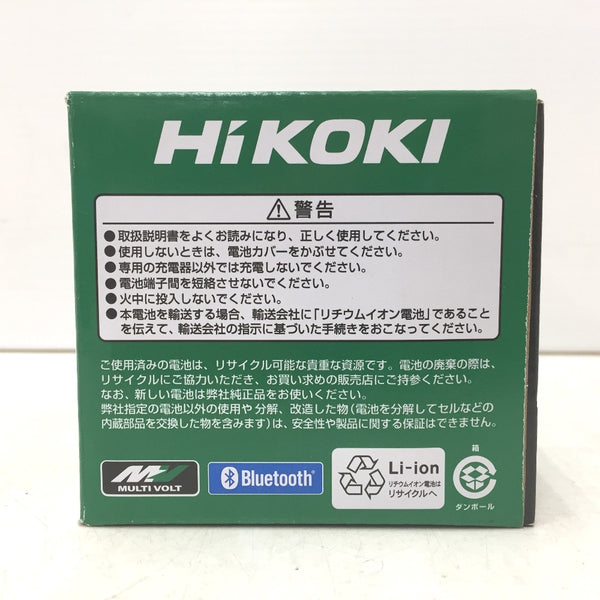 HiKOKI
警告
●取扱説明書をよくお読みになり、正しく使用してください。
●使用しないときは、電池カバーをかぶせてください。
●専用の充電器以外では充電しないでください。
●電池端子間を短絡させないでください。
●火中に投入しないでください。
●本電池を輸送する場合、輸送会社に「リチウムイオン電池」であること
を伝えて、輸送会社の指示に基づいた手続きをおこなってください。
ご使用済みの電池は、リサイクル可能な貴重な資源です。電池の廃棄の際は、
リサイクルにご協力いただき、お買い求めの販売店にご持参ください。
なお、新しい電池は弊社純正品をお使いください。
弊社指定の電池以外の使用や分解、改造した物(電池を分解してセルなどの
内蔵部品を交換した物を含みます)は、安全性や製品に関する保証はできません。
MV
MULTI VOLT
Bluetooth®
Li-ion
リチウムイオン電池は
リサイクルへ
箱
ダンボール